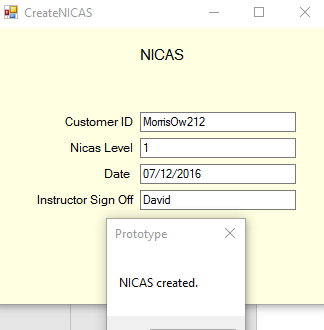 CreateNICAS
NICAS
Customer ID MorrisOw212
Nicas Level 1
Date 07/12/2016
Instructor Sign Off David
Prototype
NICAS created.